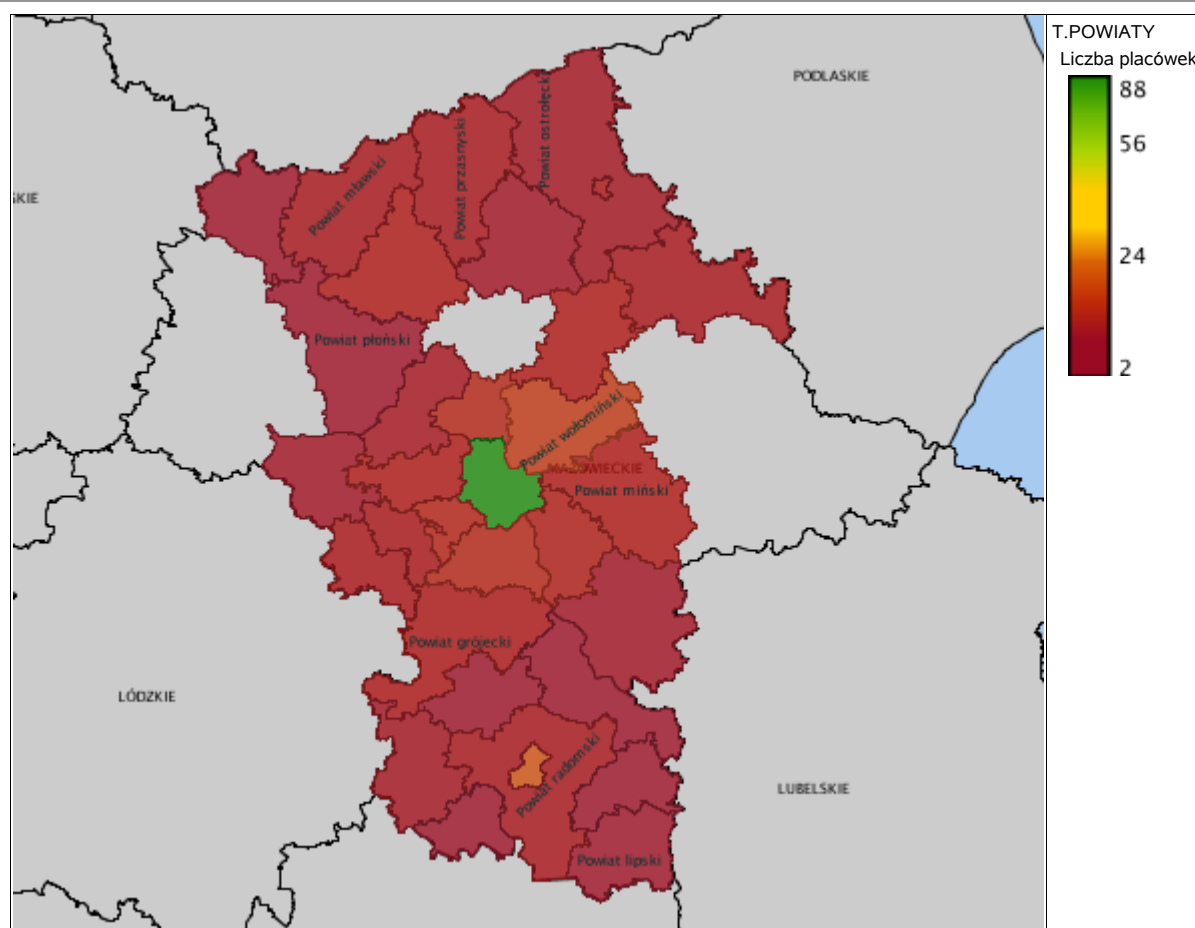 T.POWIATY
Liczba placówek
88
56
24
2
PODLASKIE
SKIE
Powiat ostrołęcki
Powiat przasnyski
Powiat mławski
Powiat płoński
Powiat wołomiński
MAZOWIECKIE
Powiat miński
Powiat grójecki
ŁÓDZKIE
Powiat radomski
LUBELSKIE
Powiat lipski